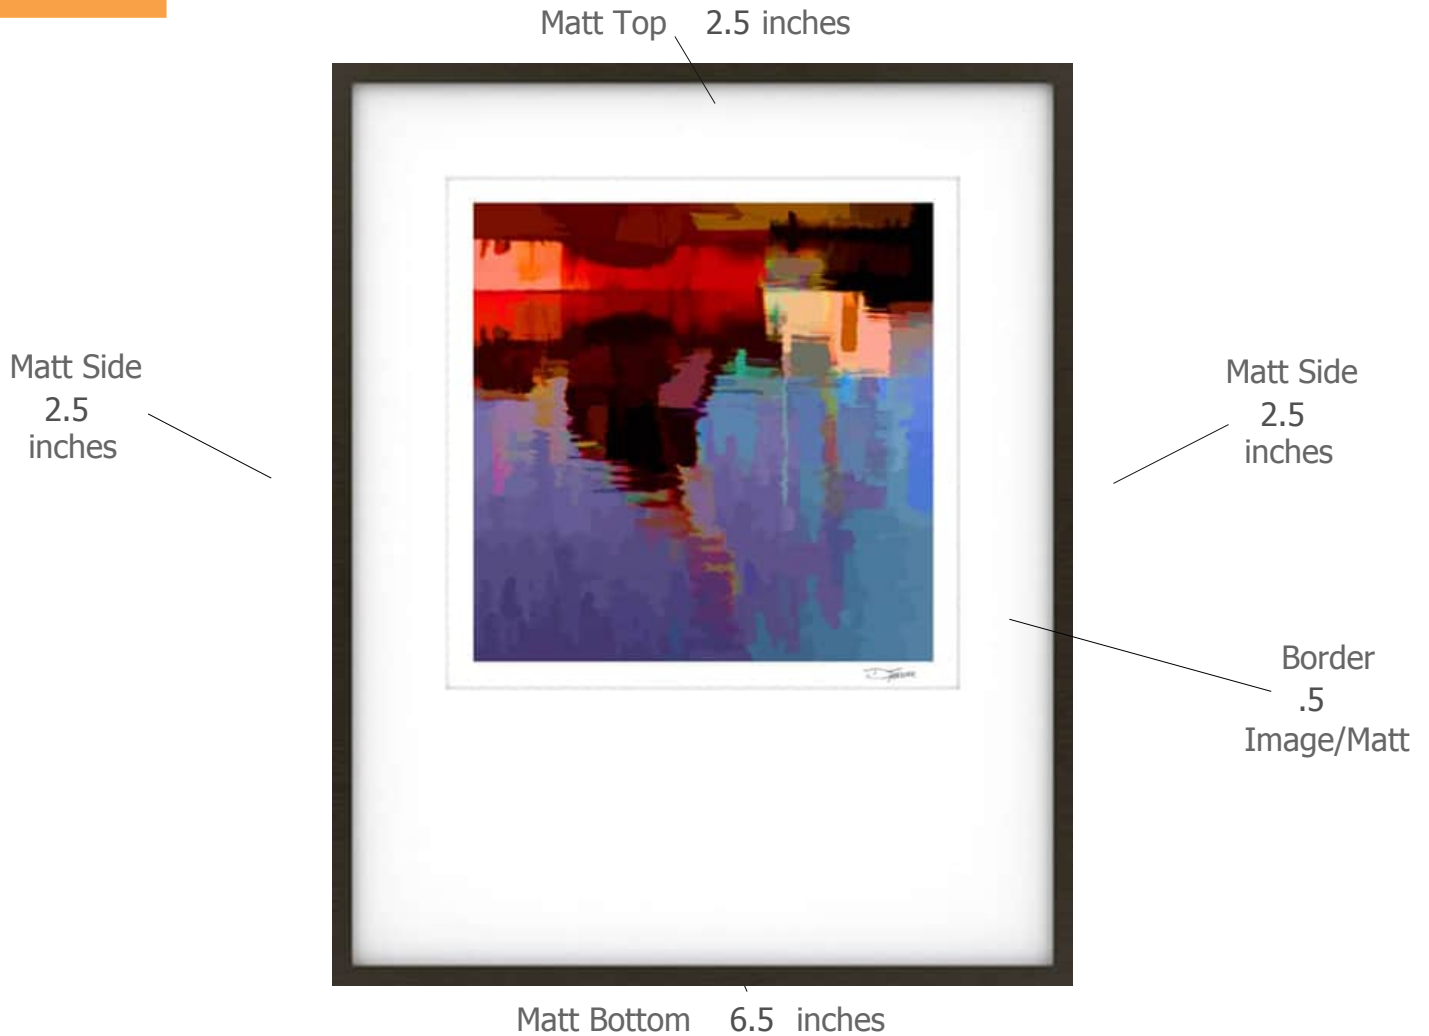 Matt Top 2.5 inches
Matt Side
2.5
inches
Matt Side
2.5
inches
Border
.5
Image/Matt
Matt Bottom 6.5 inches